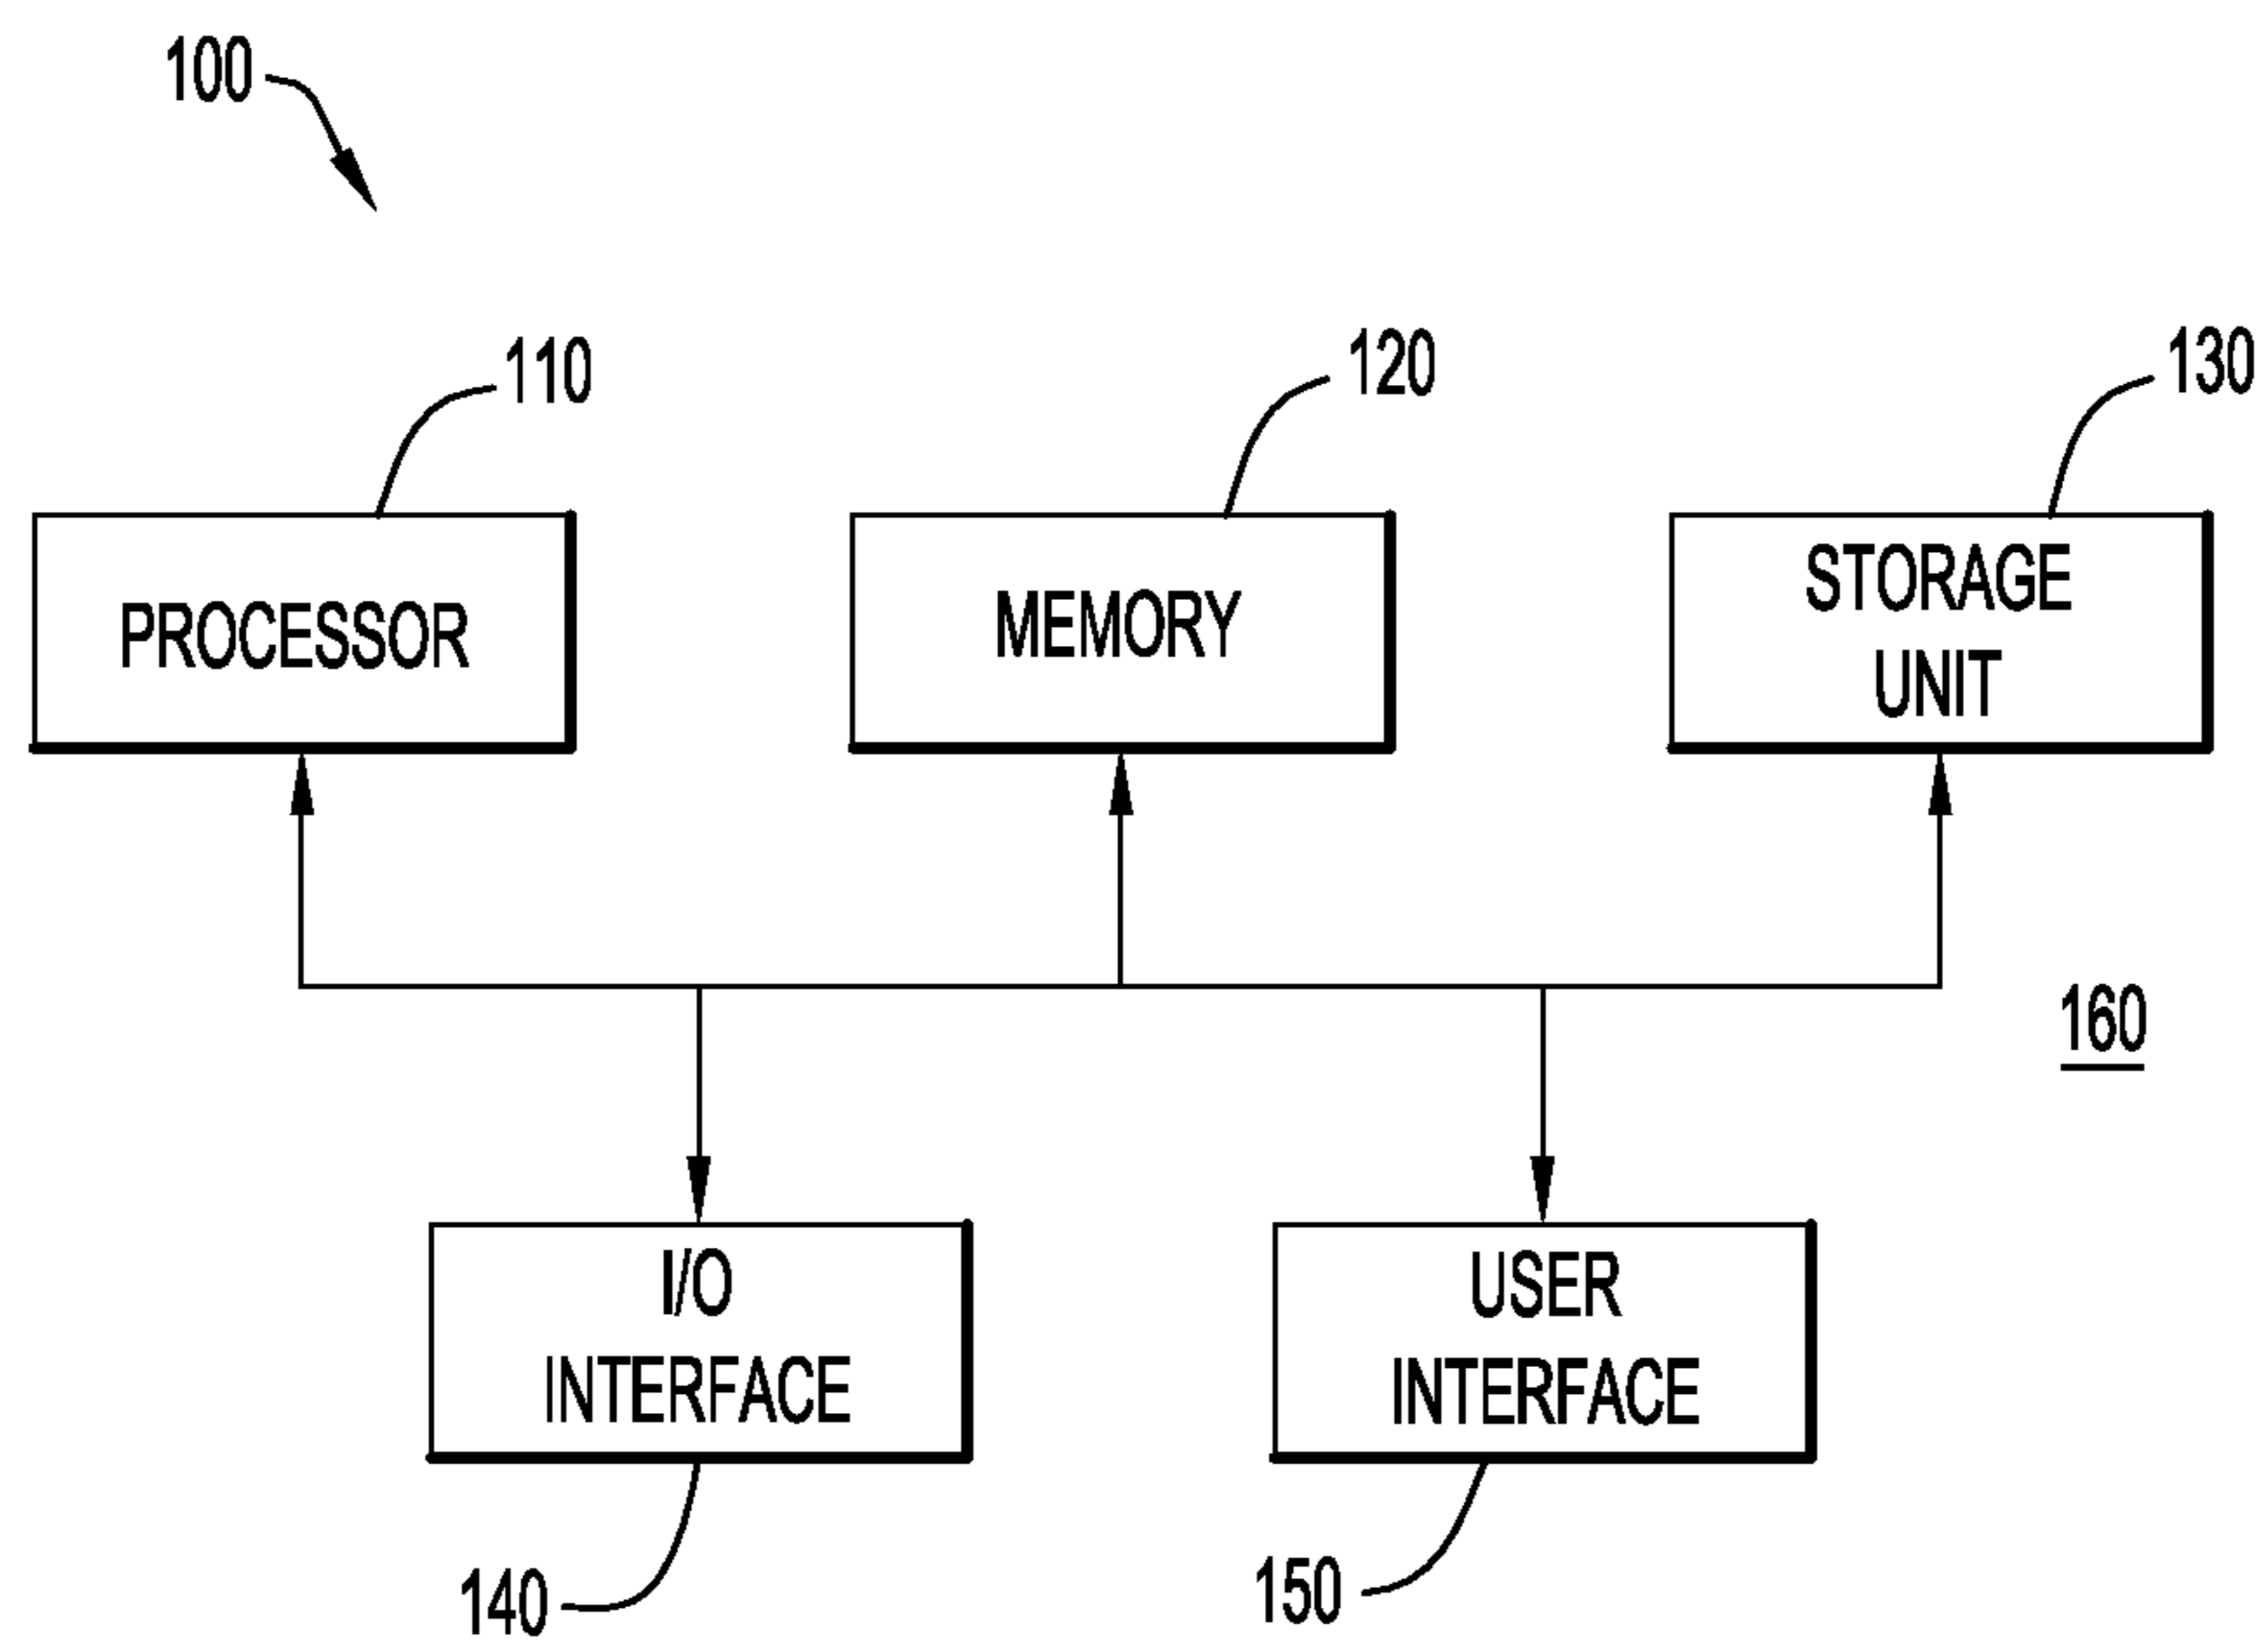 100
110
120
130
PROCESSOR
MEMORY
STORAGE
UNIT
160
I/O
INTERFACE
USER
INTERFACE
140
150